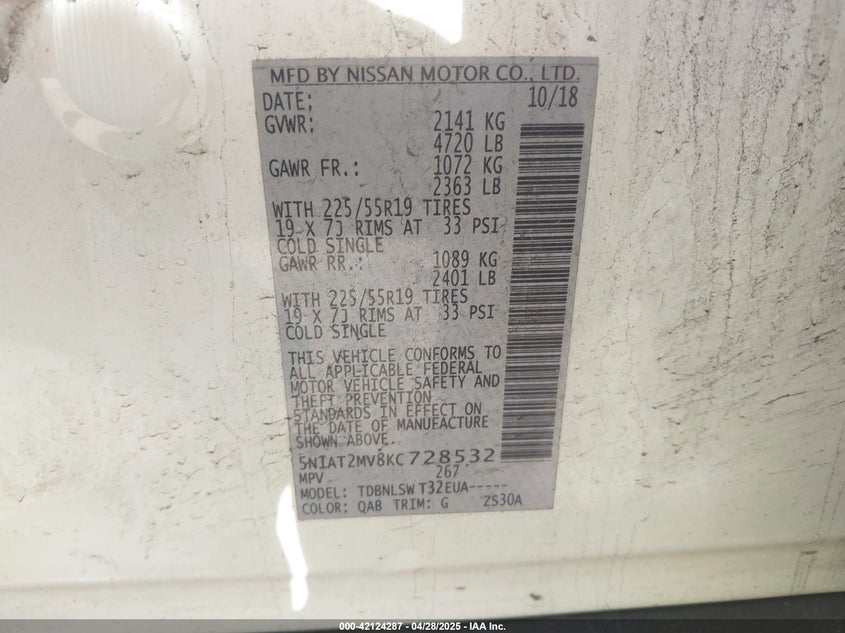 MFD BY NISSAN MOTOR CO., LTD.
DATE: 10/18
GVWR: 2141 KG
4720 LB
GAWR FR.: 1072 KG
2363 LB
WITH 225/55R19 TIRES
19 X 7J RIMS AT 33 PSI
COLD SINGLE
GAWR RR.: 1089 KG
2401 LB
WITH 225/55R19 TIRES
19 X 7J RIMS AT 33 PSI
COLD SINGLE
THIS VEHICLE CONFORMS TO
ALL APPLICABLE FEDERAL
MOTOR VEHICLE SAFETY AND
THEFT PREVENTION
STANDARDS IN EFFECT ON
THE DATE OF MANUFACTURE
SHOWN ABOVE.
5N1AT2MV8KC728532
MPV 267
MODEL: TDBNLSW T32EUA-----
COLOR: QAB TRIM: G ZS30A
000-42124287 - 04/28/2025 - IAA Inc.